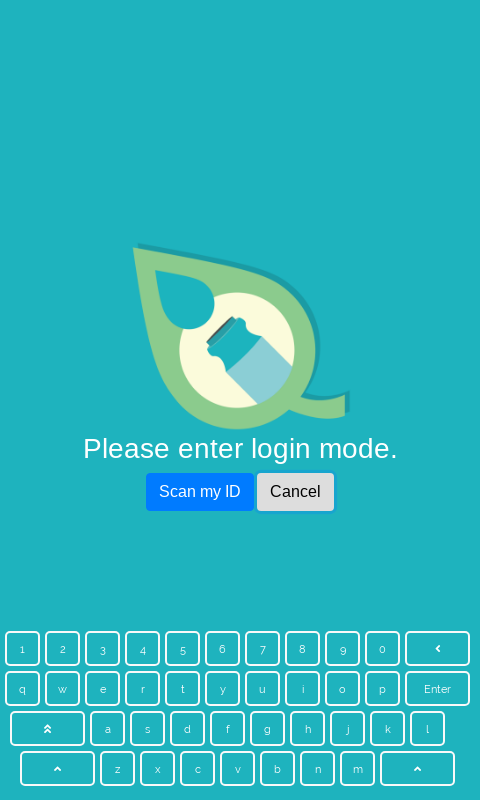 Please enter login mode.
Scan my ID Cancel
1 2 3 4 5 6 7 8 9 0
q w e r t y u i o p Enter
a s d f g h j k l
z x c v b n m